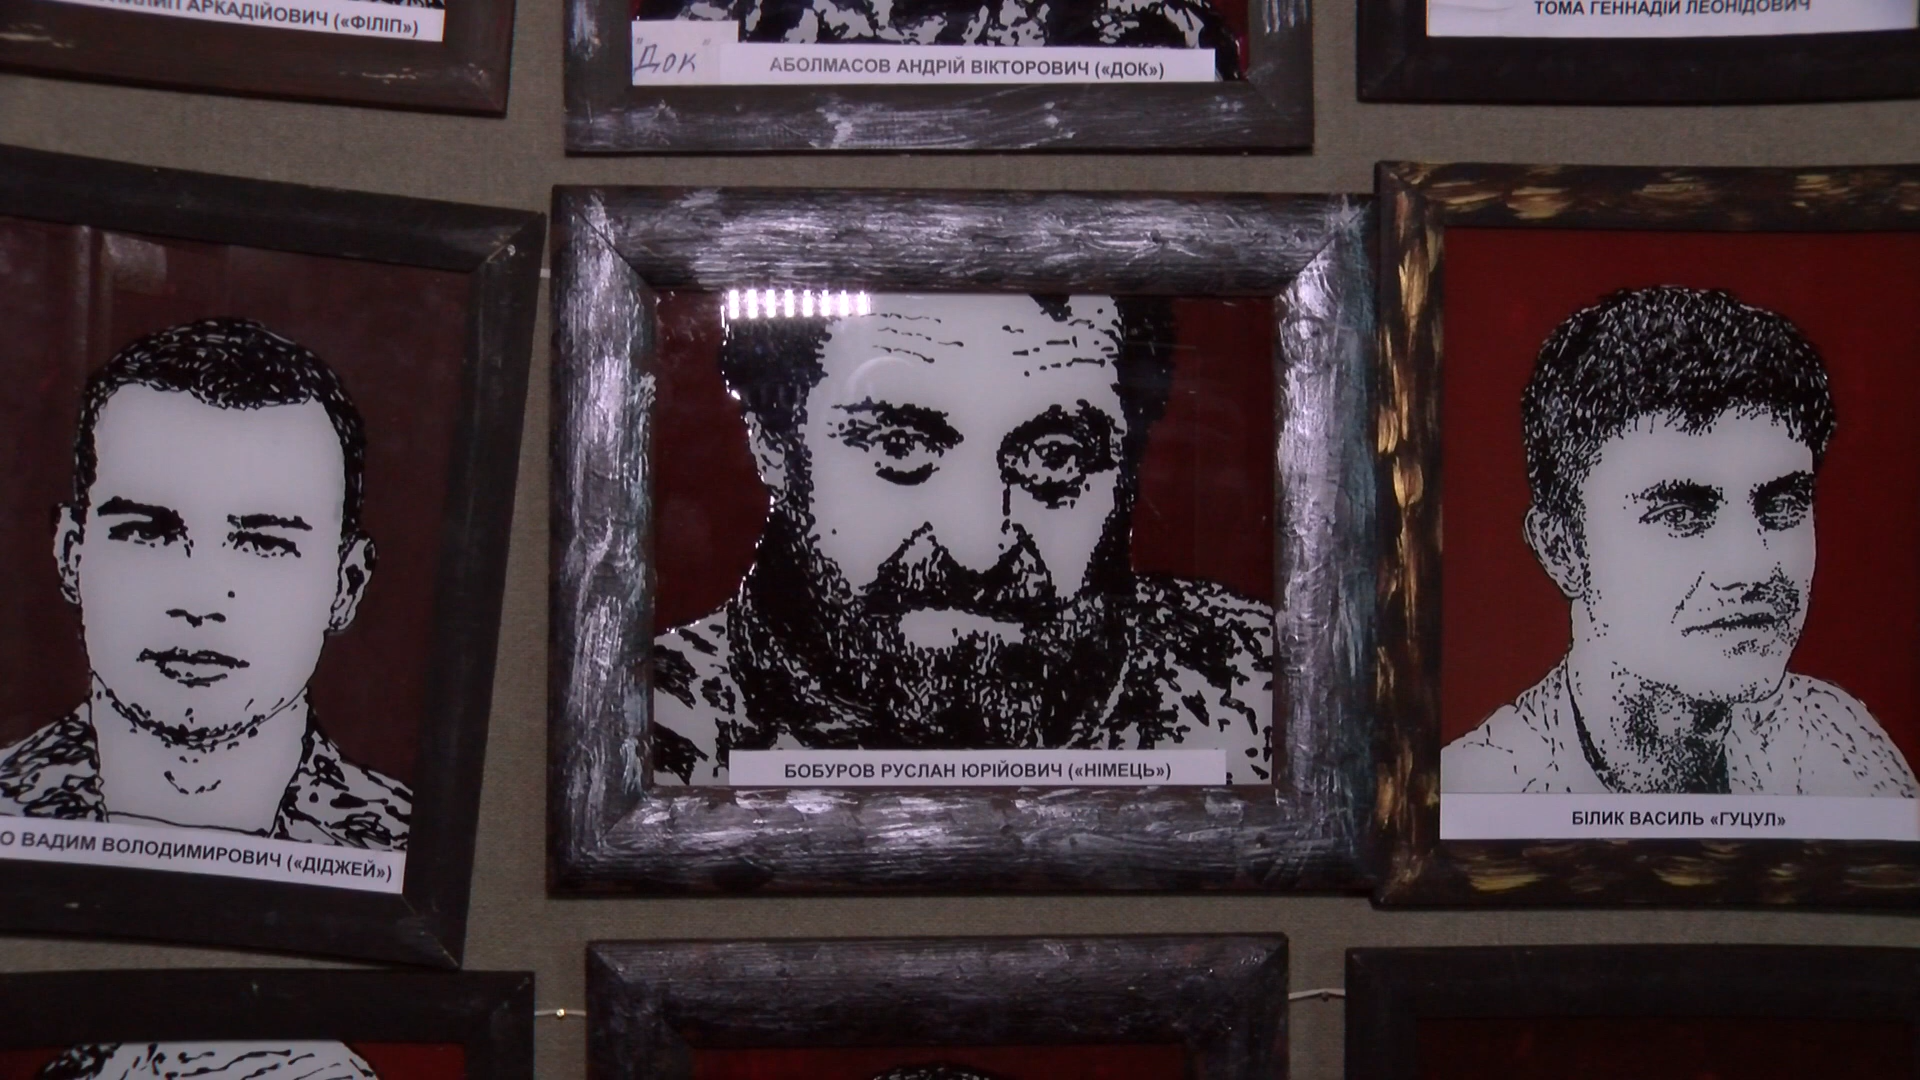 АРКАДІЙОВИЧ («ФІЛІП»)
"Док"
АБОЛМАСОВ АНДРІЙ ВІКТОРОВИЧ («ДОК»)
ТОМА ГЕННАДІЙ ЛЕОНІДОВИЧ
О ВАДИМ ВОЛОДИМИРОВИЧ («ДІДЖЕЙ»)
БОБУРОВ РУСЛАН ЮРІЙОВИЧ («НІМЕЦЬ»)
БІЛИК ВАСИЛЬ «ГУЦУЛ»